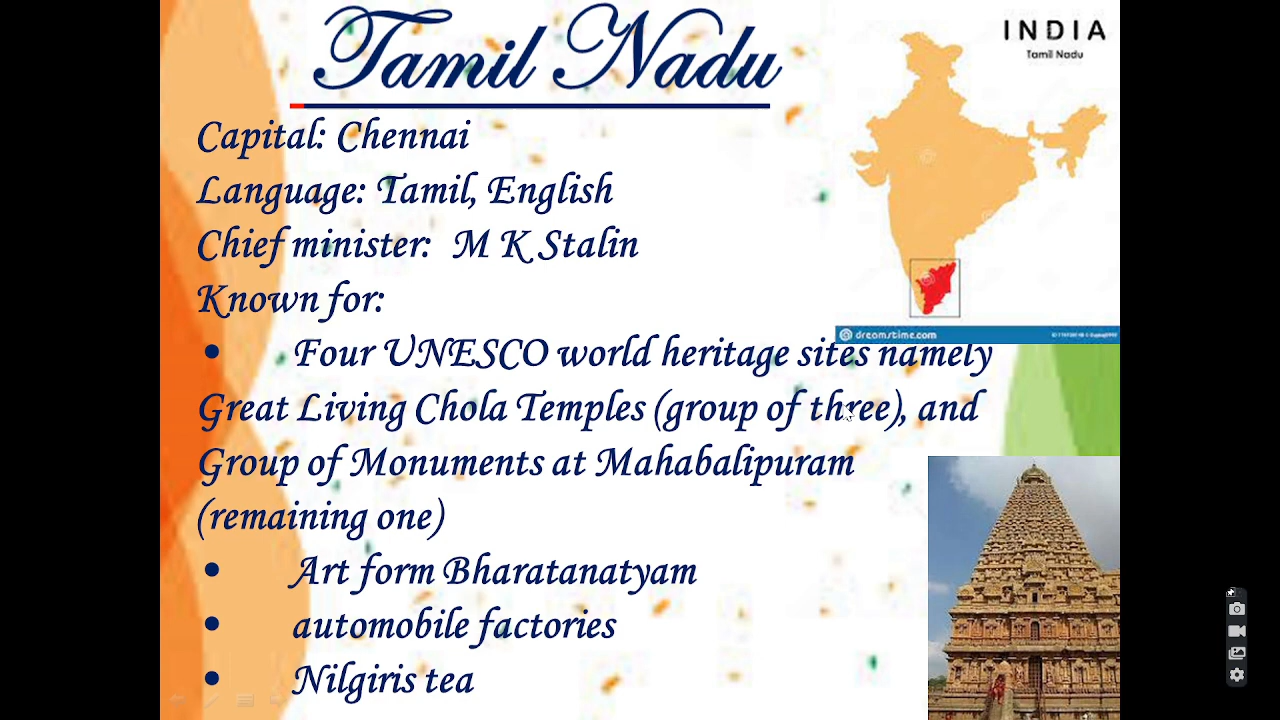 Tamil Nadu
INDIA
Tamil Nadu
Capital: Chennai
Language: Tamil, English
Chief minister: M K Stalin
Known for:
dreamstime.com
• Four UNESCO world heritage sites namely
Great Living Chola Temples (group of three), and
Group of Monuments at Mahabalipuram
(remaining one)
• Art form Bharatanatyam
• automobile factories
• Nilgiris tea